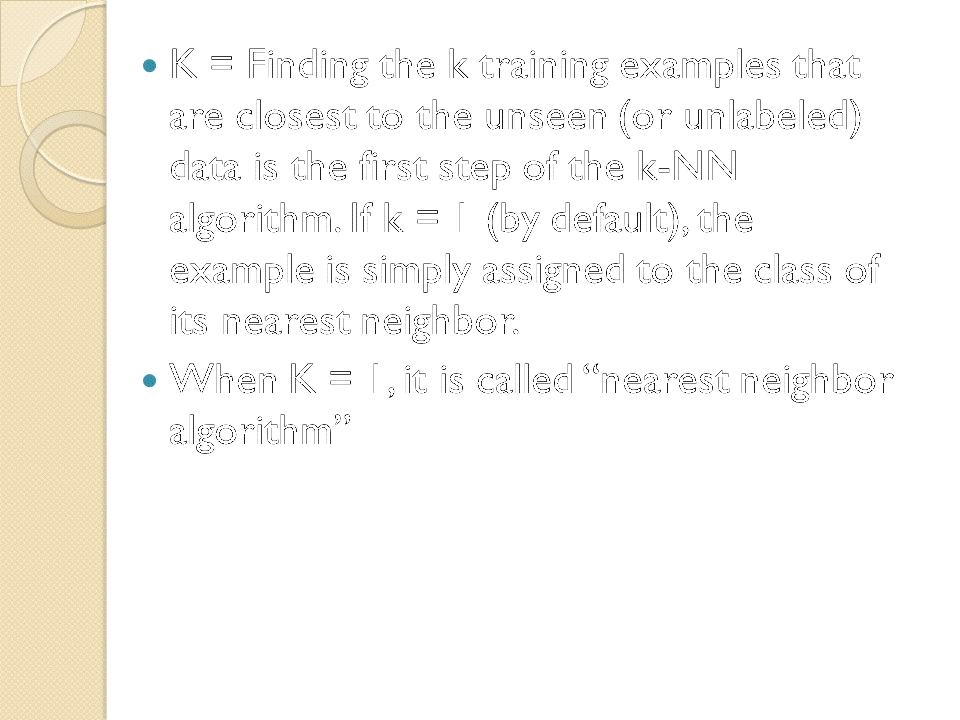 • K = Finding the k training examples that
are closest to the unseen (or unlabeled)
data is the first step of the k-NN
algorithm. If k = 1 (by default), the
example is simply assigned to the class of
its nearest neighbor.
• When K = 1, it is called “nearest neighbor
algorithm”